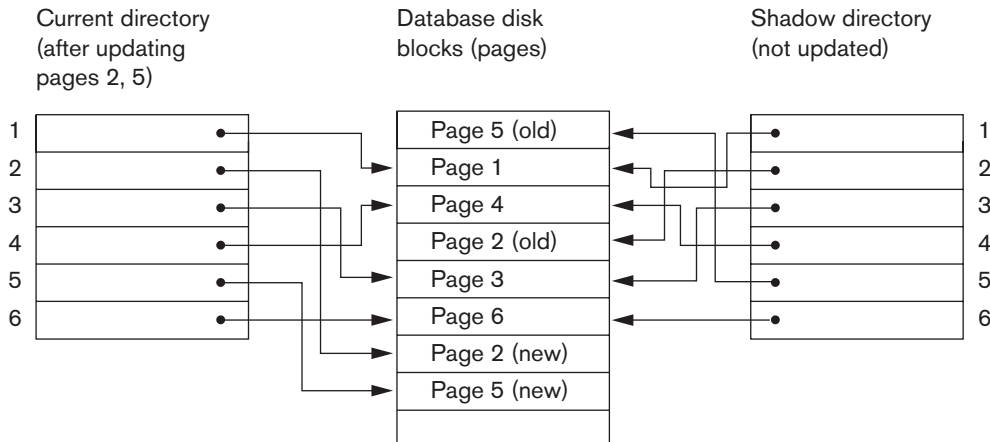 Current directory
(after updating
pages 2, 5)
Database disk
blocks (pages)
Shadow directory
(not updated)
1
2
3
4
5
6
Page 5 (old)
Page 1
Page 4
Page 2 (old)
Page 3
Page 6
Page 2 (new)
Page 5 (new)
1
2
3
4
5
6